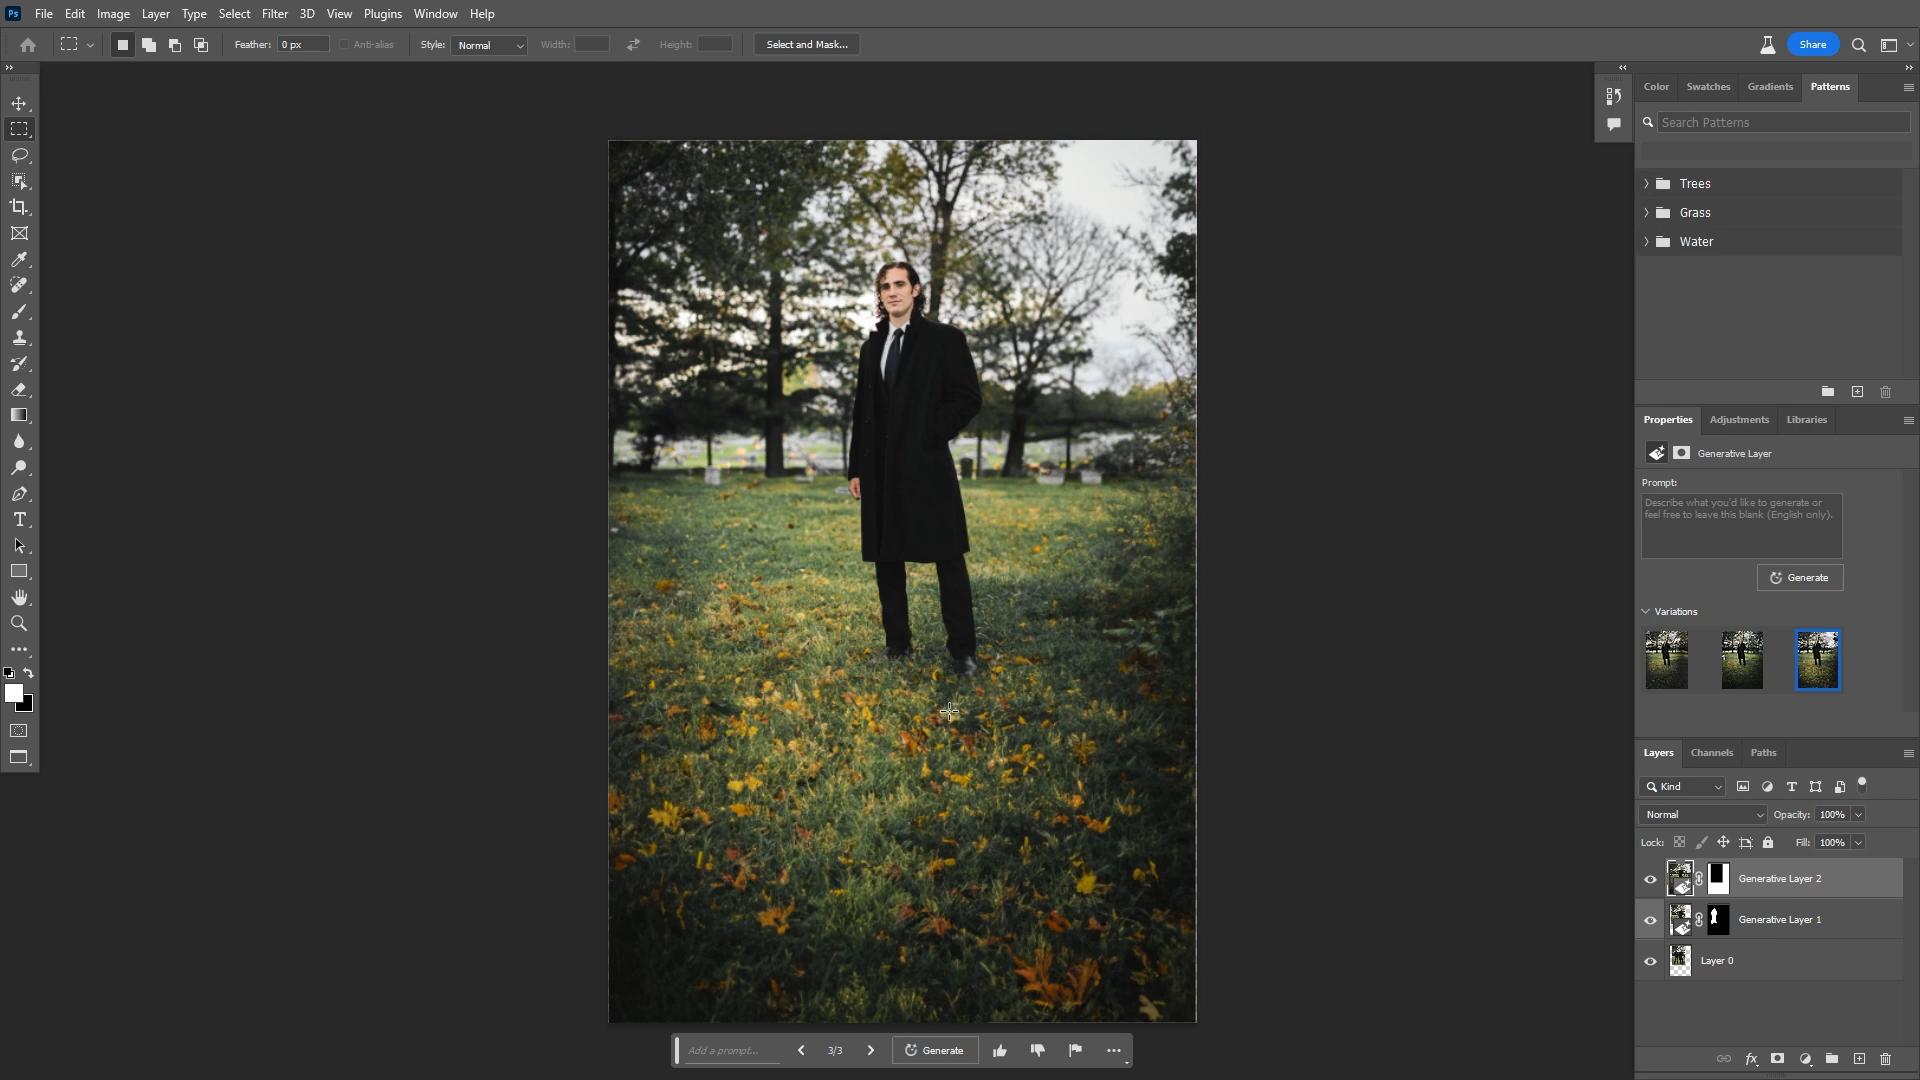 Ps File Edit Image Layer Type Select Filter 3D View Plugins Window Help
Feather: 0 px Anti-alias Style: Normal Width: Height: Select and Mask... Share
Color Swatches Gradients Patterns
Search Patterns
Trees
Grass
Water
Properties Adjustments Libraries
Generative Layer
Prompt:
Describe what you'd like to generate or
feel free to leave this blank (English only).
Generate
Variations
Layers Channels Paths
Kind
Normal Opacity: 100%
Lock: Fill: 100%
Generative Layer 2
Generative Layer 1
Layer 0
fx
Add a prompt... 3/3 Generate